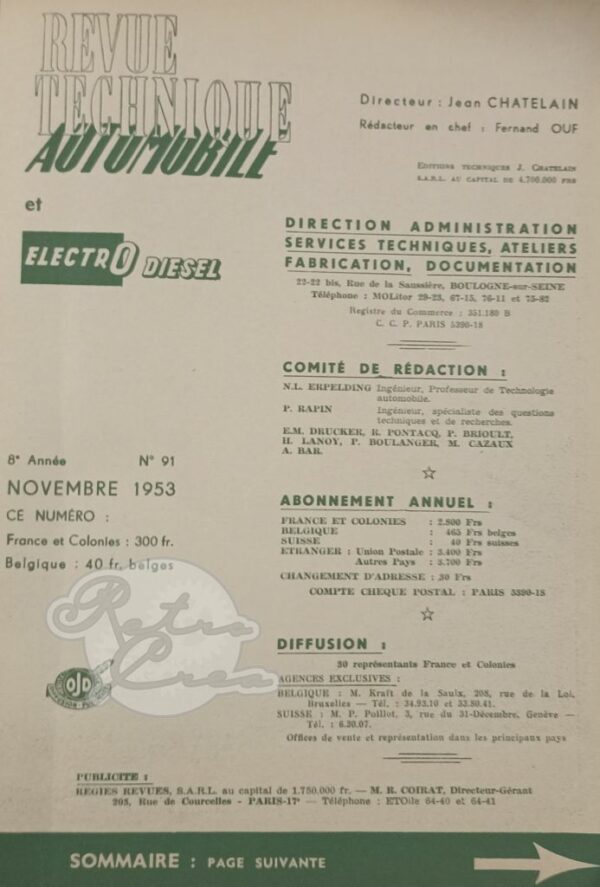 REVUE
TECHNIQUE
AUTOMOBILE
et
ELECTRO DIESEL
Directeur : Jean CHATELAIN
Rédacteur en chef : Fernand OUF
EDITIONS TECHNIQUES J. CHATELAIN
S.A.R.L. AU CAPITAL DE 4.700.000 FRS
DIRECTION ADMINISTRATION
SERVICES TECHNIQUES, ATELIERS
FABRICATION, DOCUMENTATION
22-22 bis, Rue de la Saussière, BOULOGNE-sur-SEINE
Téléphone : MOLitor 29-23, 67-15, 76-11 et 75-82
Registre du Commerce : 351.180 B
C. C. P. PARIS 5390-18
COMITÉ DE RÉDACTION :
N.L. ERPELDING Ingénieur, Professeur de Technologie
automobile.
P. RAPIN Ingénieur, spécialiste des questions
techniques et de recherches.
E.M. DRUCKER, R. PONTACQ, P. BRIOULT,
H. LANOY, P. BOULANGER, M. CAZAUX
A. BAR.
8e Année N° 91
NOVEMBRE 1953
CE NUMÉRO :
France et Colonies : 300 fr.
Belgique : 40 fr. belges
ABONNEMENT ANNUEL :
FRANCE ET COLONIES : 2.800 Frs
BELGIQUE : 465 Frs belges
SUISSE : 40 Frs suisses
ETRANGER : Union Postale : 3.400 Frs
Autres Pays : 3.700 Frs
CHANGEMENT D'ADRESSE : 30 Frs
COMPTE CHEQUE POSTAL : PARIS 5390-18
DIFFUSION :
30 représentants France et Colonies
AGENCES EXCLUSIVES :
BELGIQUE : M. Kraft de la Saulx, 208, rue de la Loi,
Bruxelles — Tél. : 34.93.10 et 33.80.41.
SUISSE : M. P. Poillot, 3, rue du 31-Décembre, Genève —
Tél. : 6.50.07.
Offices de vente et représentation dans les principaux pays
Retro
Crea
OJD
PUBLICITE :
REGIES REVUES, S.A.R.L. au capital de 1.750.000 fr. — M. R. COIRAT, Directeur-Gérant
205, Rue de Courcelles - PARIS-17e — Téléphone : ETOile 64-40 et 64-41
SOMMAIRE : PAGE SUIVANTE